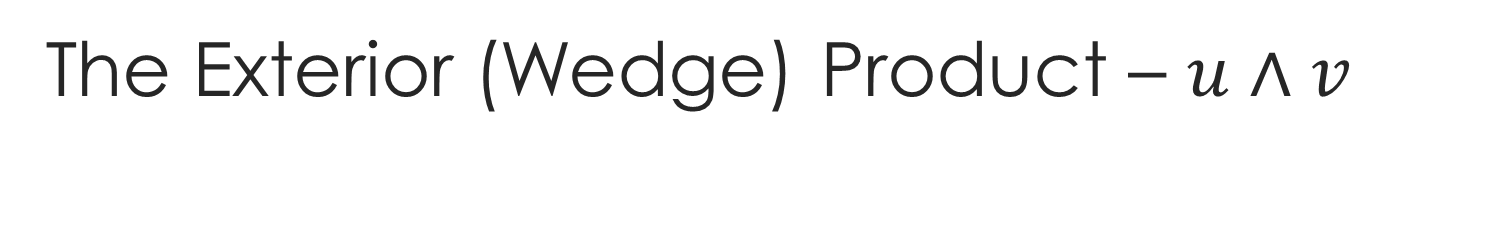 The Exterior (Wedge) Product – 𝑢 ∧ 𝑣